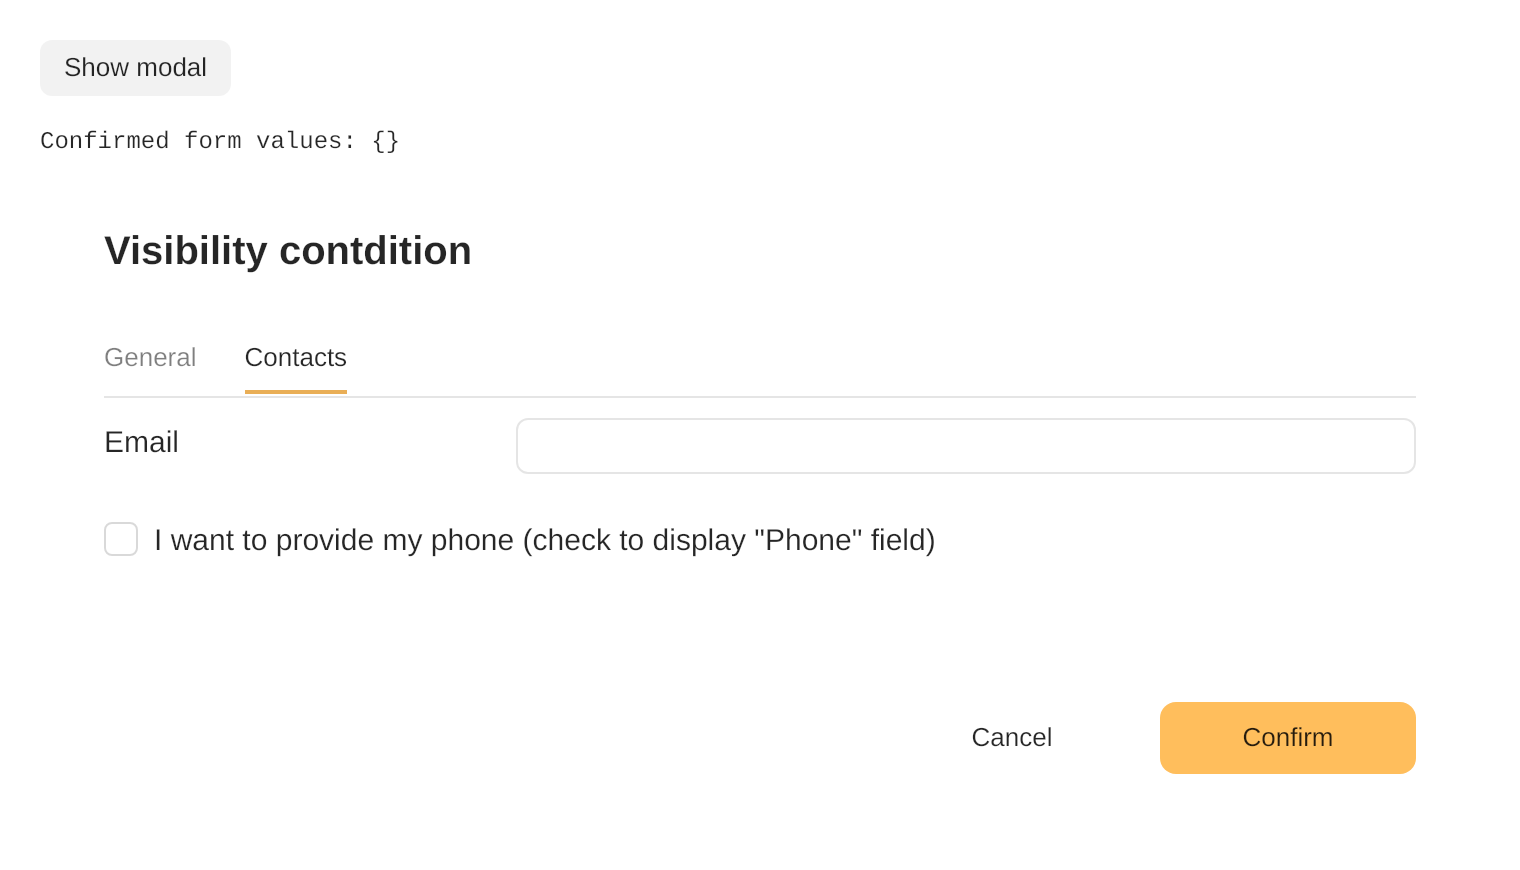 Show modal
Confirmed form values: {}
Visibility contdition
General Contacts
Email
I want to provide my phone (check to display "Phone" field)
Cancel Confirm